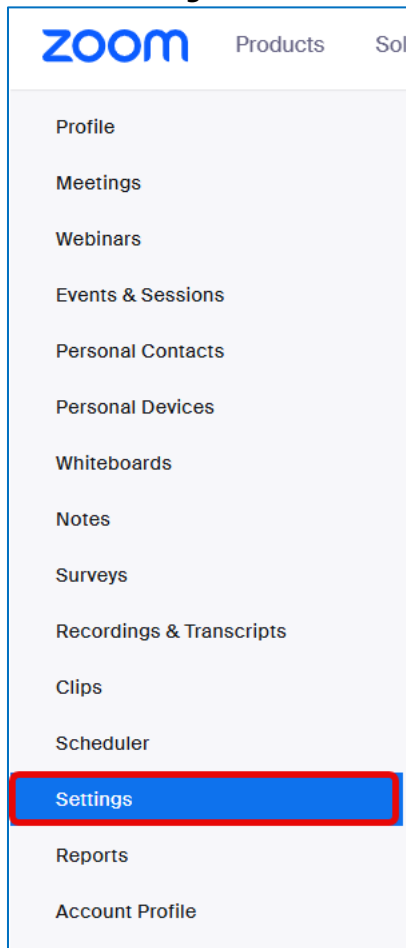 zoom Products
Profile
Meetings
Webinars
Events & Sessions
Personal Contacts
Personal Devices
Whiteboards
Notes
Surveys
Recordings & Transcripts
Clips
Scheduler
Settings
Reports
Account Profile